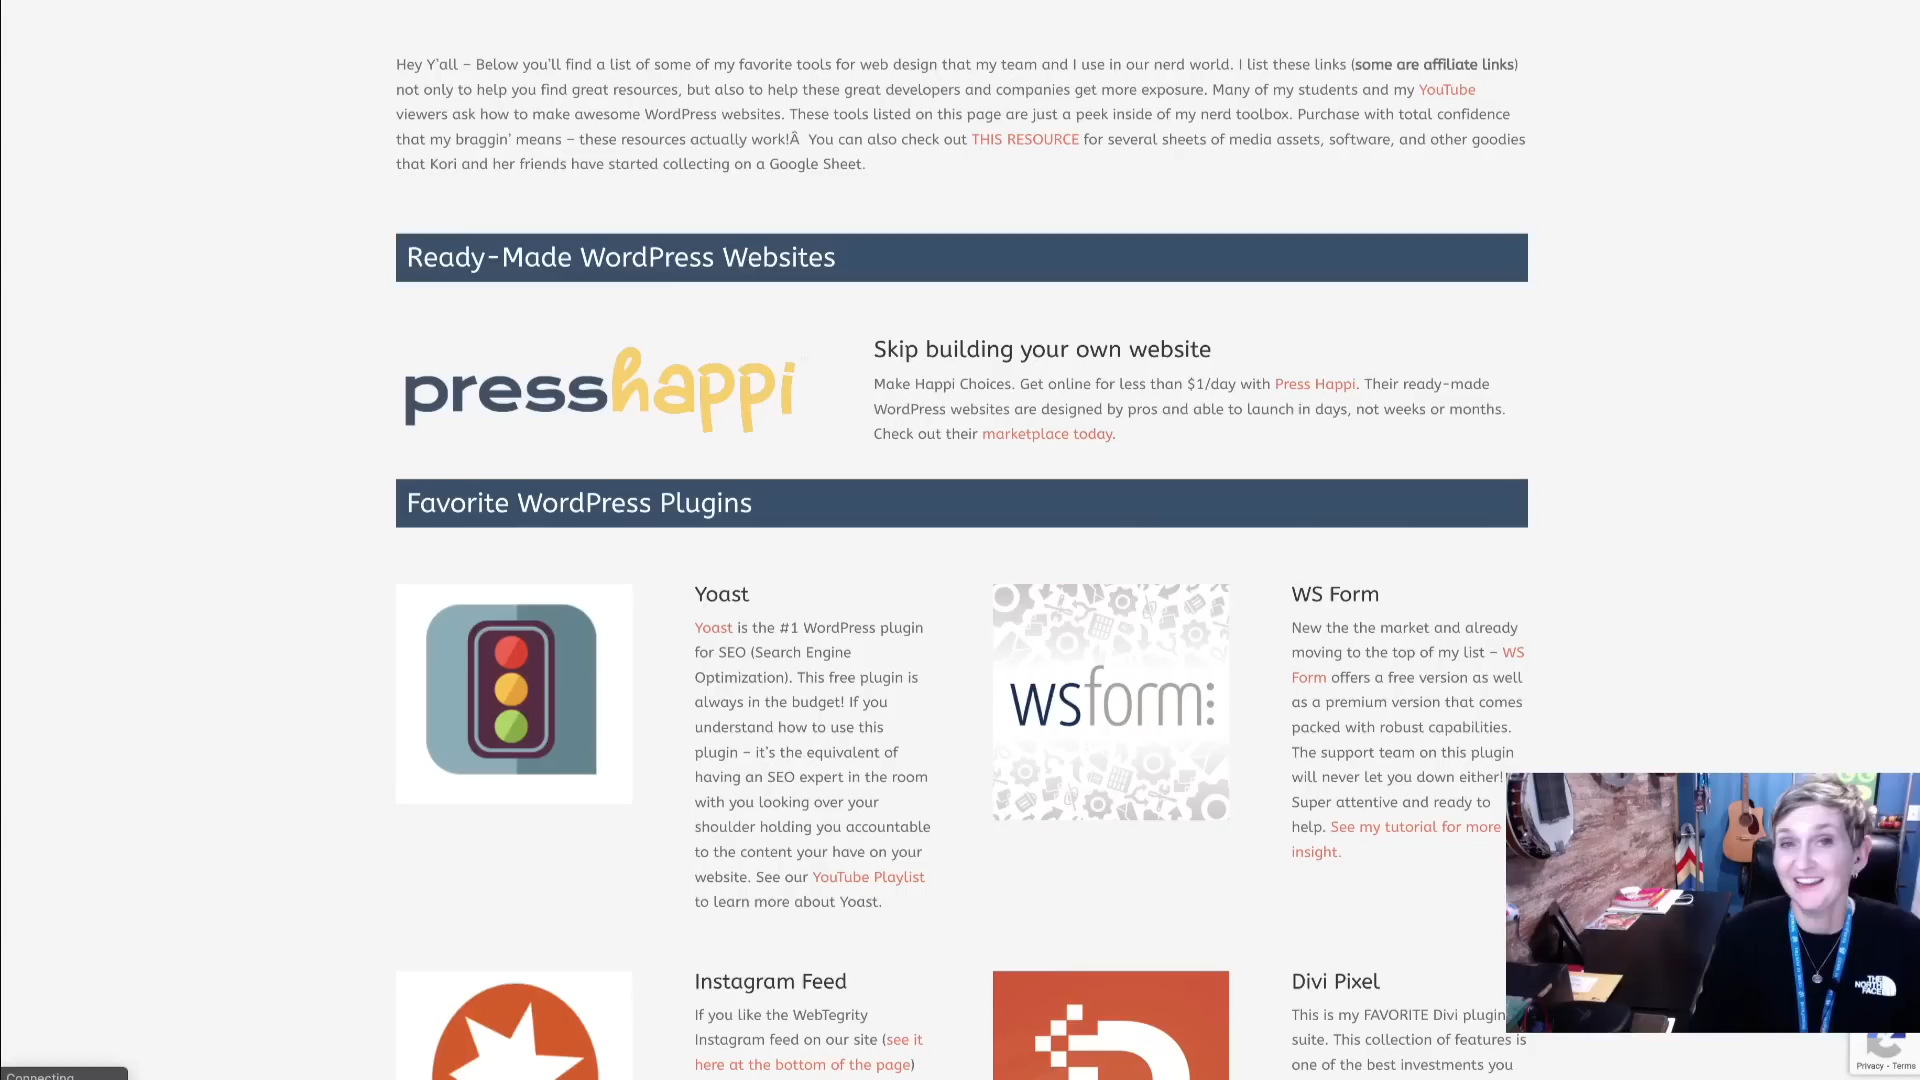 Hey Y'all – Below you'll find a list of some of my favorite tools for web design that my team and I use in our nerd world. I list these links (some are affiliate links)
not only to help you find great resources, but also to help these great developers and companies get more exposure. Many of my students and my YouTube
viewers ask how to make awesome WordPress websites. These tools listed on this page are just a peek inside of my nerd toolbox. Purchase with total confidence
that my braggin' means – these resources actually work!Â  You can also check out THIS RESOURCE for several sheets of media assets, software, and other goodies
that Kori and her friends have started collecting on a Google Sheet.
Ready-Made WordPress Websites
presshappi
Skip building your own website
Make Happi Choices. Get online for less than $1/day with Press Happi. Their ready-made
WordPress websites are designed by pros and able to launch in days, not weeks or months.
Check out their marketplace today.
Favorite WordPress Plugins
Yoast
Yoast is the #1 WordPress plugin
for SEO (Search Engine
Optimization). This free plugin is
always in the budget! If you
understand how to use this
plugin – it's the equivalent of
having an SEO expert in the room
with you looking over your
shoulder holding you accountable
to the content your have on your
website. See our YouTube Playlist
to learn more about Yoast.
wsform:
WS Form
New the the market and already
moving to the top of my list – WS
Form offers a free version as well
as a premium version that comes
packed with robust capabilities.
The support team on this plugin
will never let you down either!
Super attentive and ready to
help. See my tutorial for more
insight.
Instagram Feed
If you like the WebTegrity
Instagram feed on our site (see it
here at the bottom of the page)
Divi Pixel
This is my FAVORITE Divi plugin
suite. This collection of features is
one of the best investments you
THE
NORTH
FACE
Privacy - Terms
Connecting